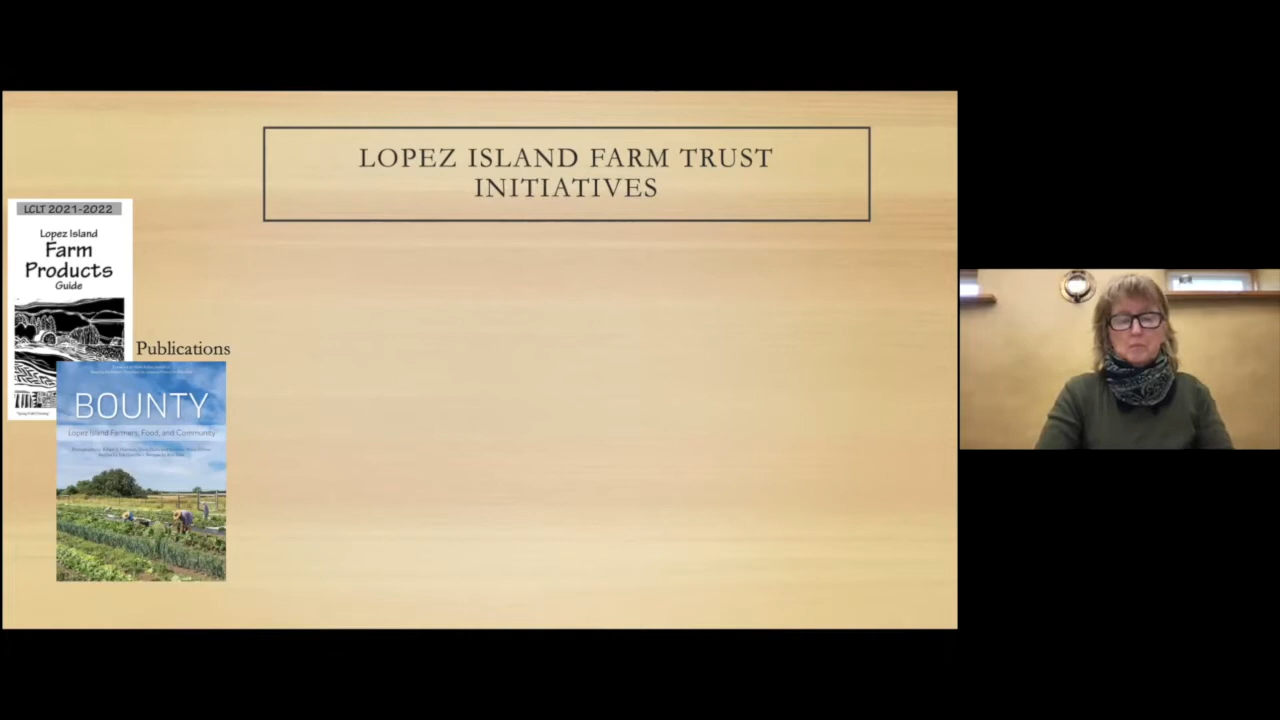 LOPEZ ISLAND FARM TRUST
INITIATIVES
LCLT 2021-2022
Lopez Island
Farm
Products
Guide
Publications
BOUNTY
Lopez Island Farmers, Food, and Community